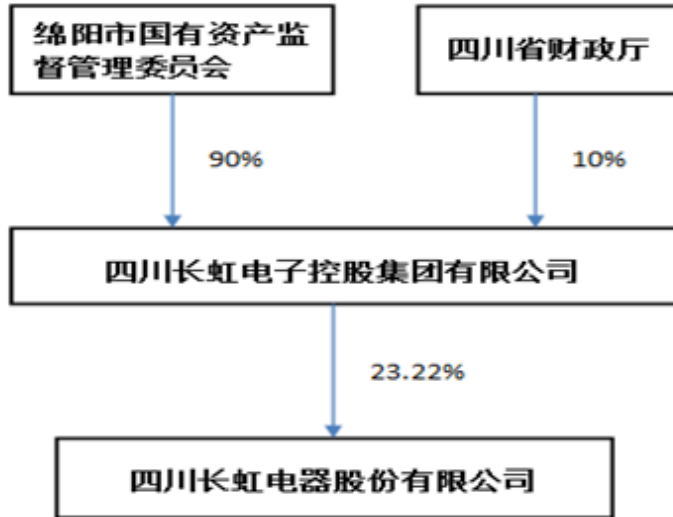 绵阳市国有资产监
督管理委员会
四川省财政厅
90%
10%
四川长虹电子控股集团有限公司
23.22%
四川长虹电器股份有限公司